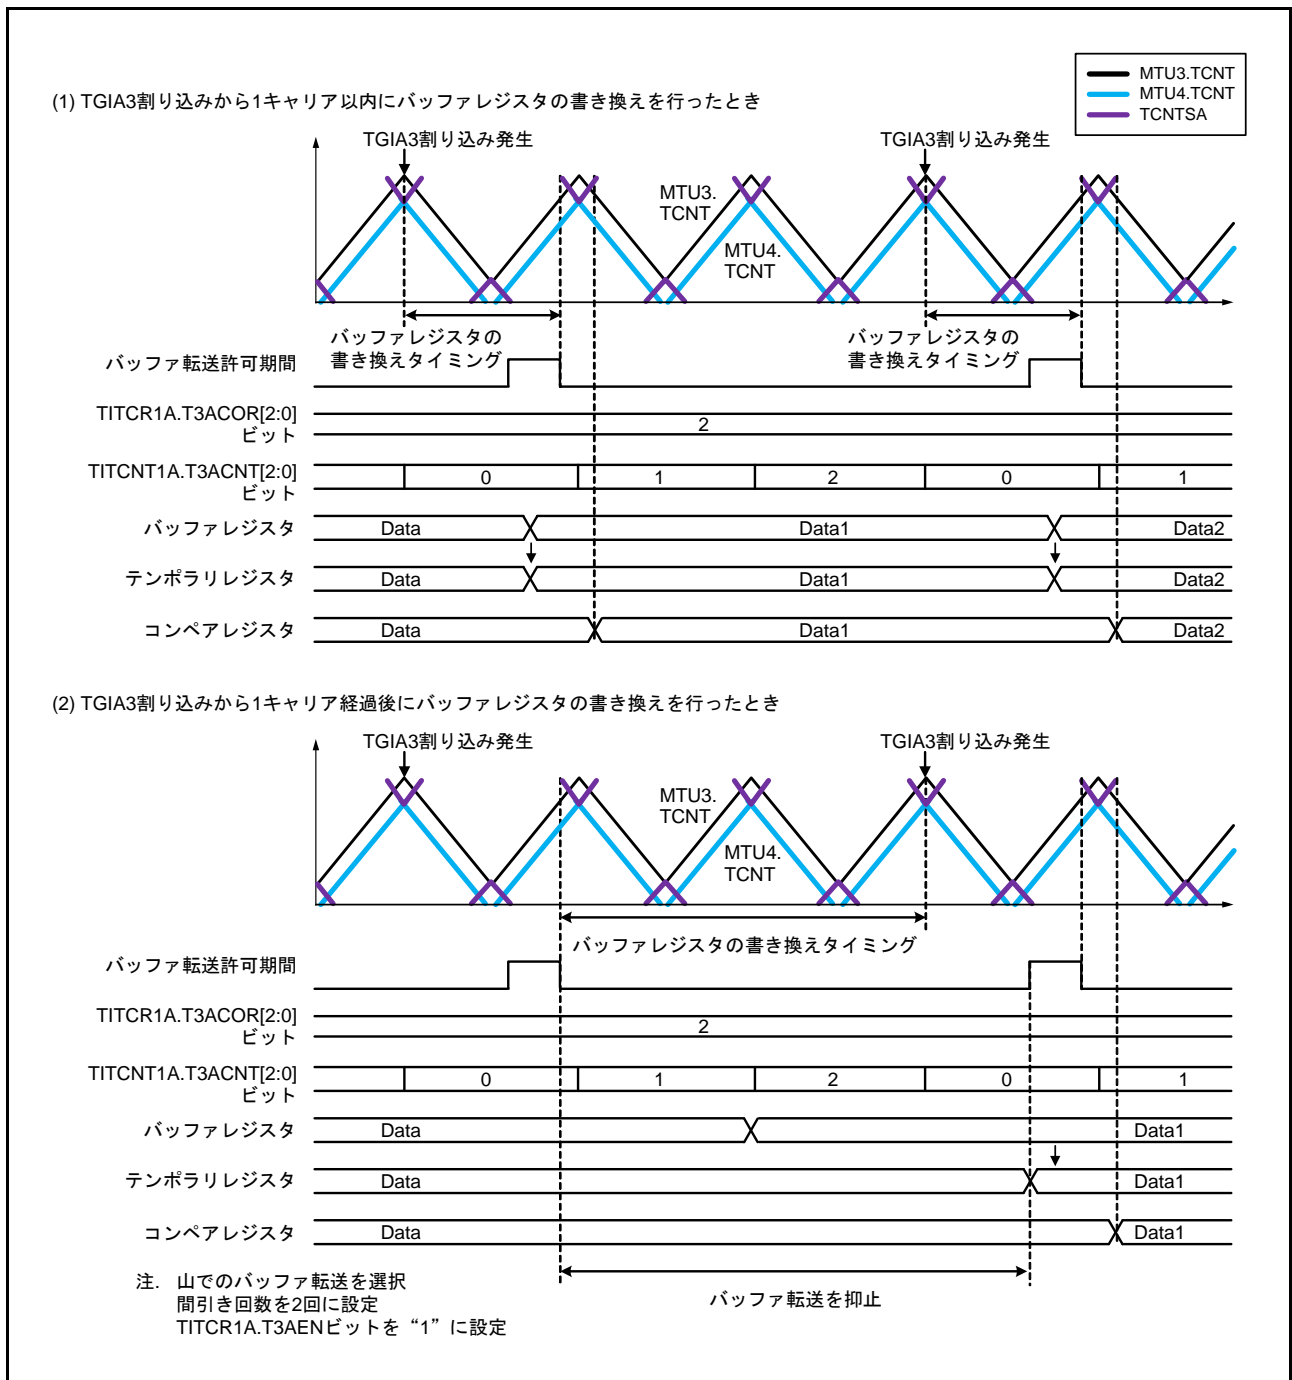 MTU3.TCNT
MTU4.TCNT
TCNTSA
(1) TGIA3割り込みから1キャリア以内にバッファレジスタの書き換えを行ったとき
TGIA3割り込み発生
TGIA3割り込み発生
MTU3.
TCNT
MTU4.
TCNT
バッファレジスタの
書き換えタイミング
バッファレジスタの
書き換えタイミング
バッファ転送許可期間
TITCR1A.T3ACOR[2:0]
ビット
2
TITCNT1A.T3ACNT[2:0]
ビット
0 1 2 0 1
バッファレジスタ Data Data1 Data2
テンポラリレジスタ Data Data1 Data2
コンペアレジスタ Data Data1 Data2
(2) TGIA3割り込みから1キャリア経過後にバッファレジスタの書き換えを行ったとき
TGIA3割り込み発生
TGIA3割り込み発生
MTU3.
TCNT
MTU4.
TCNT
バッファレジスタの書き換えタイミング
バッファ転送許可期間
TITCR1A.T3ACOR[2:0]
ビット
2
TITCNT1A.T3ACNT[2:0]
ビット
0 1 2 0 1
バッファレジスタ Data Data1
テンポラリレジスタ Data Data1
コンペアレジスタ Data Data1
バッファ転送を抑止
注. 山でのバッファ転送を選択
間引き回数を2回に設定
TITCR1A.T3AENビットを“1”に設定